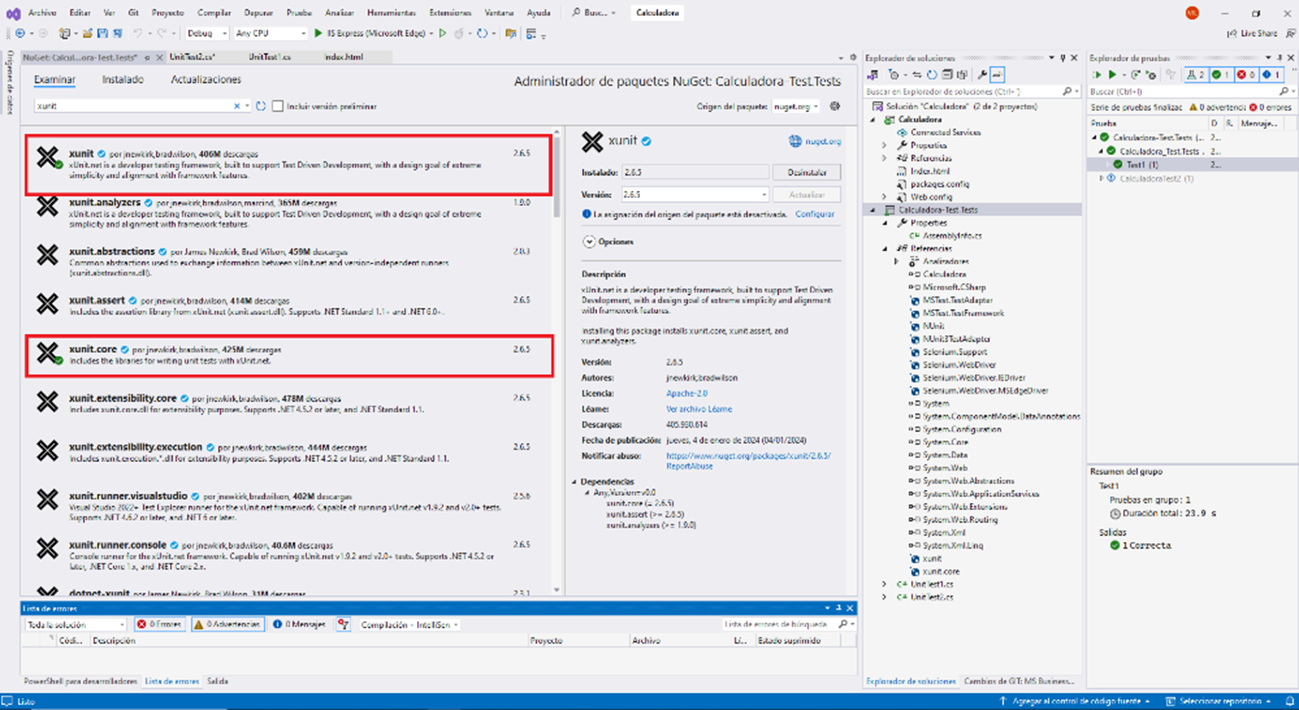 Archivo Editar Ver Git Proyecto Compilar Depurar Prueba Analizar Herramientas Extensiones Ventana Ayuda Busc... Calculadora
Debug Any CPU IIS Express (Microsoft Edge) Live Share
NuGet: Calcul...ora-Test.Tests* UnitTest2.cs* UnitTest1.cs Index.html
Examinar Instalado Actualizaciones
Administrador de paquetes NuGet: Calculadora-Test.Tests
xunit
Incluir versión preliminar
Origen del paquete: nuget.org
xunit por jnewkirk,bradwilson, 406M descargas 2.6.5
xUnit.net is a developer testing framework, built to support Test Driven Development, with a design goal of extreme
simplicity and alignment with framework features.
xunit.analyzers por jnewkirk,bradwilson,marcind, 365M descargas 1.9.0
xUnit.net is a developer testing framework, built to support Test Driven Development, with a design goal of extreme
simplicity and alignment with framework features.
xunit.abstractions por James Newkirk, Brad Wilson, 459M descargas 2.0.3
Common abstractions used to exchange information between xUnit.net and version-independent runners
(xunit.abstractions.dll).
xunit.assert por jnewkirk,bradwilson, 414M descargas 2.6.5
Includes the assertion library from xUnit.net (xunit.assert.dll). Supports .NET Standard 1.1+ and .NET 6.0+.
xunit.core por jnewkirk,bradwilson, 425M descargas 2.6.5
Includes the libraries for writing unit tests with xUnit.net.
xunit.extensibility.core por jnewkirk,bradwilson, 478M descargas 2.6.5
Includes xunit.core.dll for extensibility purposes. Supports .NET 4.5.2 or later, and .NET Standard 1.1.
xunit.extensibility.execution por jnewkirk,bradwilson, 444M descargas 2.6.5
Includes xunit.execution.*.dll for extensibility purposes. Supports .NET 4.5.2 or later, and .NET Standard 1.1.
xunit.runner.visualstudio por jnewkirk,bradwilson, 402M descargas 2.5.6
Visual Studio 2022+ Test Explorer runner for the xUnit.net framework. Capable of running xUnit.net v1.9.2 and v2.0+ tests.
Supports .NET 4.6.2 or later, and .NET 6 or later.
xunit.runner.console por jnewkirk,bradwilson, 40.6M descargas 2.6.5
Console runner for the xUnit.net framework. Capable of running xUnit.net v1.9.2 and v2.0+ tests. Supports .NET 4.5.2 or
later, and .NET Core 1.x, and .NET Core 2.x.
dotnet-xunit por James Newkirk, Brad Wilson, 31M descargas 2.3.1
xunit nuget.org
Instalado: 2.6.5 Desinstalar
Versión: 2.6.5 Actualizar
La asignación del origen del paquete está desactivada. Configurar
Opciones
Descripción
xUnit.net is a developer testing framework, built to support Test Driven
Development, with a design goal of extreme simplicity and alignment
with framework features.
Installing this package installs xunit.core, xunit.assert, and
xunit.analyzers.
Versión: 2.6.5
Autores: jnewkirk,bradwilson
Licencia: Apache-2.0
Léame: Ver archivo Léame
Descargas: 405.930.614
Fecha de publicación: jueves, 4 de enero de 2024 (04/01/2024)
Notificar abuso: https://www.nuget.org/packages/xunit/2.6.5/
ReportAbuse
Dependencias
Any,Version=v0.0
xunit.core (= 2.6.5)
xunit.assert (>= 2.6.5)
xunit.analyzers (>= 1.9.0)
Explorador de soluciones
Buscar en Explorador de soluciones (Ctrl+`)
Solución "Calculadora" (2 de 2 proyectos)
Calculadora
Connected Services
Properties
Referencias
Index.html
packages.config
Web.config
Calculadora-Test.Tests
Properties
AssemblyInfo.cs
Referencias
Analizadores
Calculadora
Microsoft.CSharp
MSTest.TestAdapter
MSTest.TestFramework
NUnit
NUnit3TestAdapter
Selenium.Support
Selenium.WebDriver
Selenium.WebDriver.IEDriver
Selenium.WebDriver.MSEdgeDriver
System
System.ComponentModel.DataAnnotations
System.Configuration
System.Core
System.Data
System.Web
System.Web.Abstractions
System.Web.ApplicationServices
System.Web.Extensions
System.Web.Routing
System.Xml
System.Xml.Linq
xunit
xunit.core
UnitTest1.cs
UnitTest2.cs
Explorador de pruebas
2 1 0 1
Buscar (Ctrl+I)
Serie de pruebas finalizac 0 advertenci 0 errores
Prueba D R. Mensaje...
Calculadora-Test.Tests (... 2...
Calculadora_Test.Tests . 2...
Test1 (1) 2...
CalculadoraTest2 (1)
Resumen del grupo
Test1
Pruebas en grupo: 1
Duración total: 23.9 s
Salidas
1 Correcta
Lista de errores
Toda la solución 0 Errores 0 Advertencias 0 Mensajes Compilación + IntelliSen Lista de errores de búsqueda
Códi... Descripción Proyecto Archivo Lí... Estado suprimido
PowerShell para desarrolladores Lista de errores Salida
Explorador de soluciones Cambios de GIT: MS Business...
Listo Agregar al control de código fuente Seleccionar repositorio